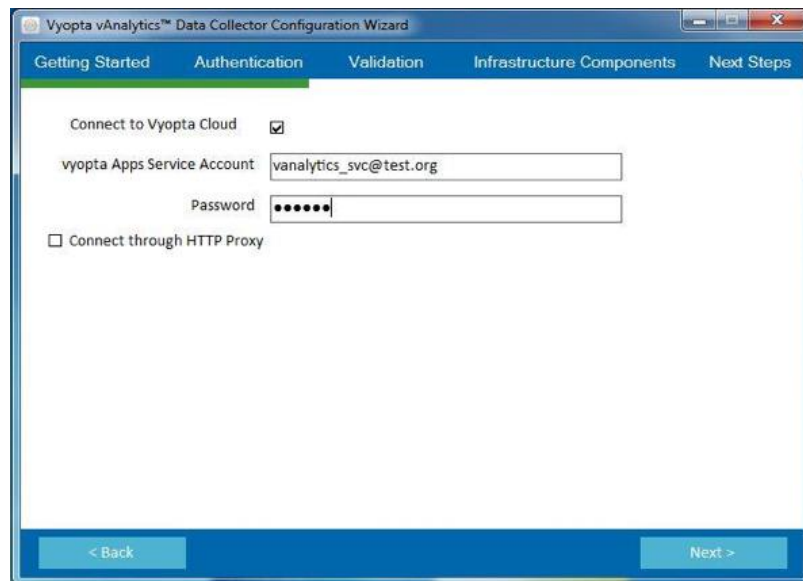 Vyopta vAnalytics™ Data Collector Configuration Wizard
Getting Started Authentication Validation Infrastructure Components Next Steps
Connect to Vyopta Cloud
vyopta Apps Service Account vanalytics_svc@test.org
Password ●●●●●●
Connect through HTTP Proxy
< Back Next >